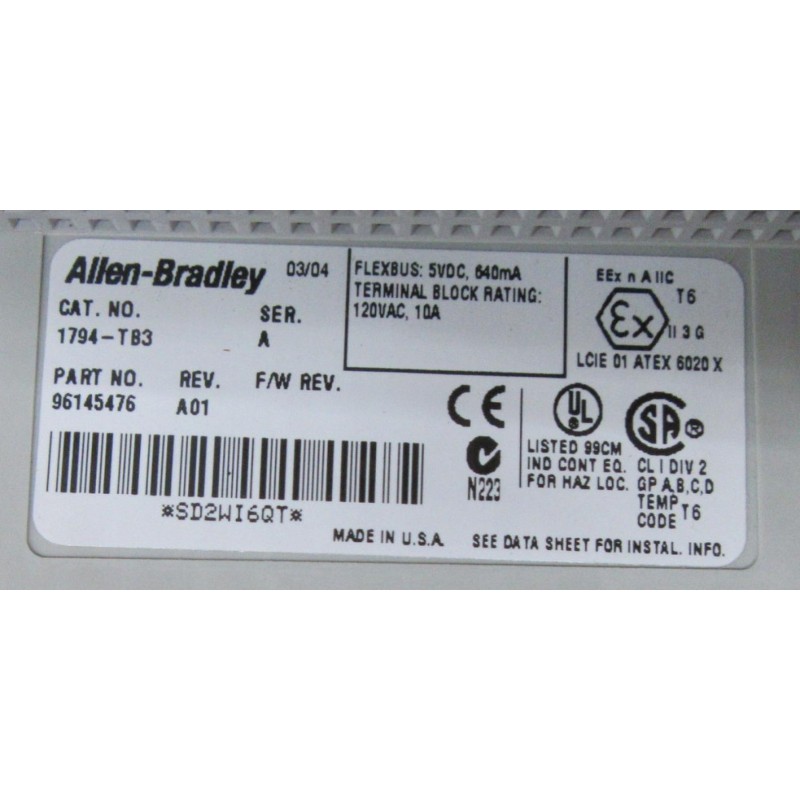 Allen-Bradley 03/04
CAT. NO. SER.
1794-TB3 A
PART NO. REV. F/W REV.
96145476 A01
*SD2WI6QT*
FLEXBUS: 5VDC, 640mA
TERMINAL BLOCK RATING:
120VAC, 10A
EEx n A IIC
T6
Ex II 3 G
LCIE 01 ATEX 6020 X
CE
N223
UL
LISTED 99CM
IND CONT EQ.
FOR HAZ LOC.
SA ®
CL I DIV 2
GP A,B,C,D
TEMP T6
CODE
MADE IN U.S.A. SEE DATA SHEET FOR INSTAL. INFO.